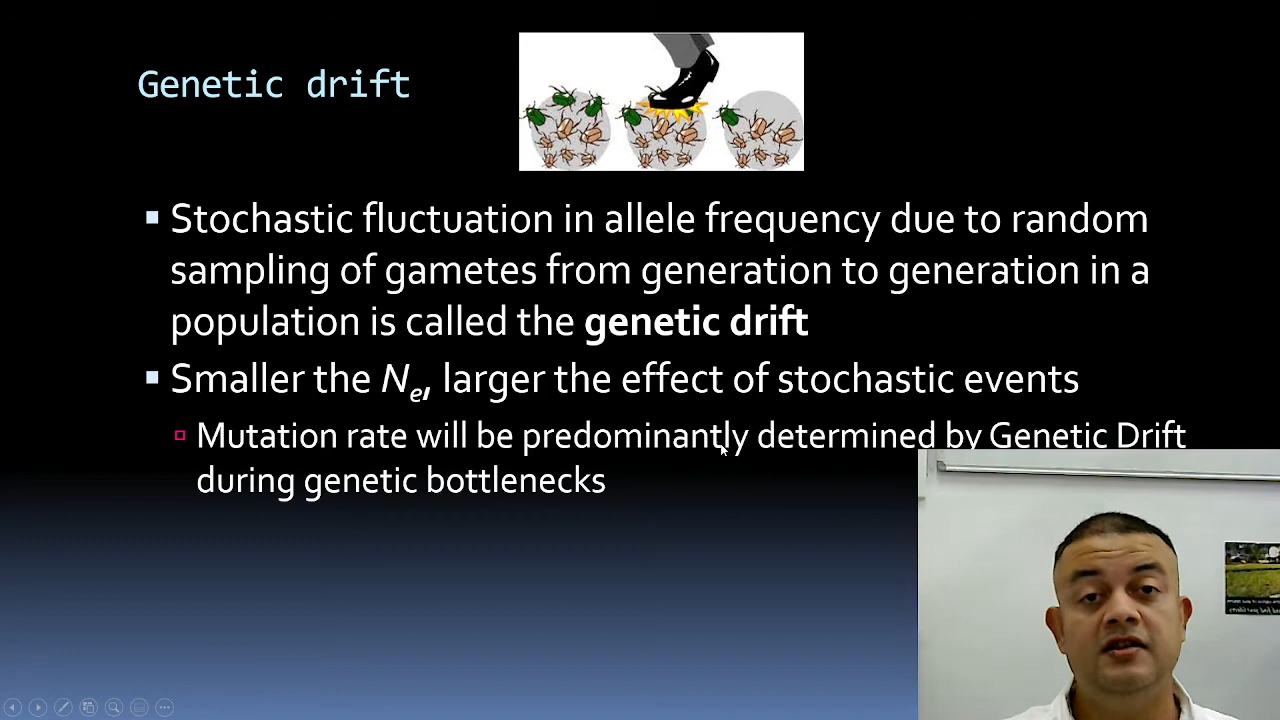 Genetic drift
Stochastic fluctuation in allele frequency due to random
sampling of gametes from generation to generation in a
population is called the genetic drift
Smaller the Ne, larger the effect of stochastic events
Mutation rate will be predominantly determined by Genetic Drift
during genetic bottlenecks